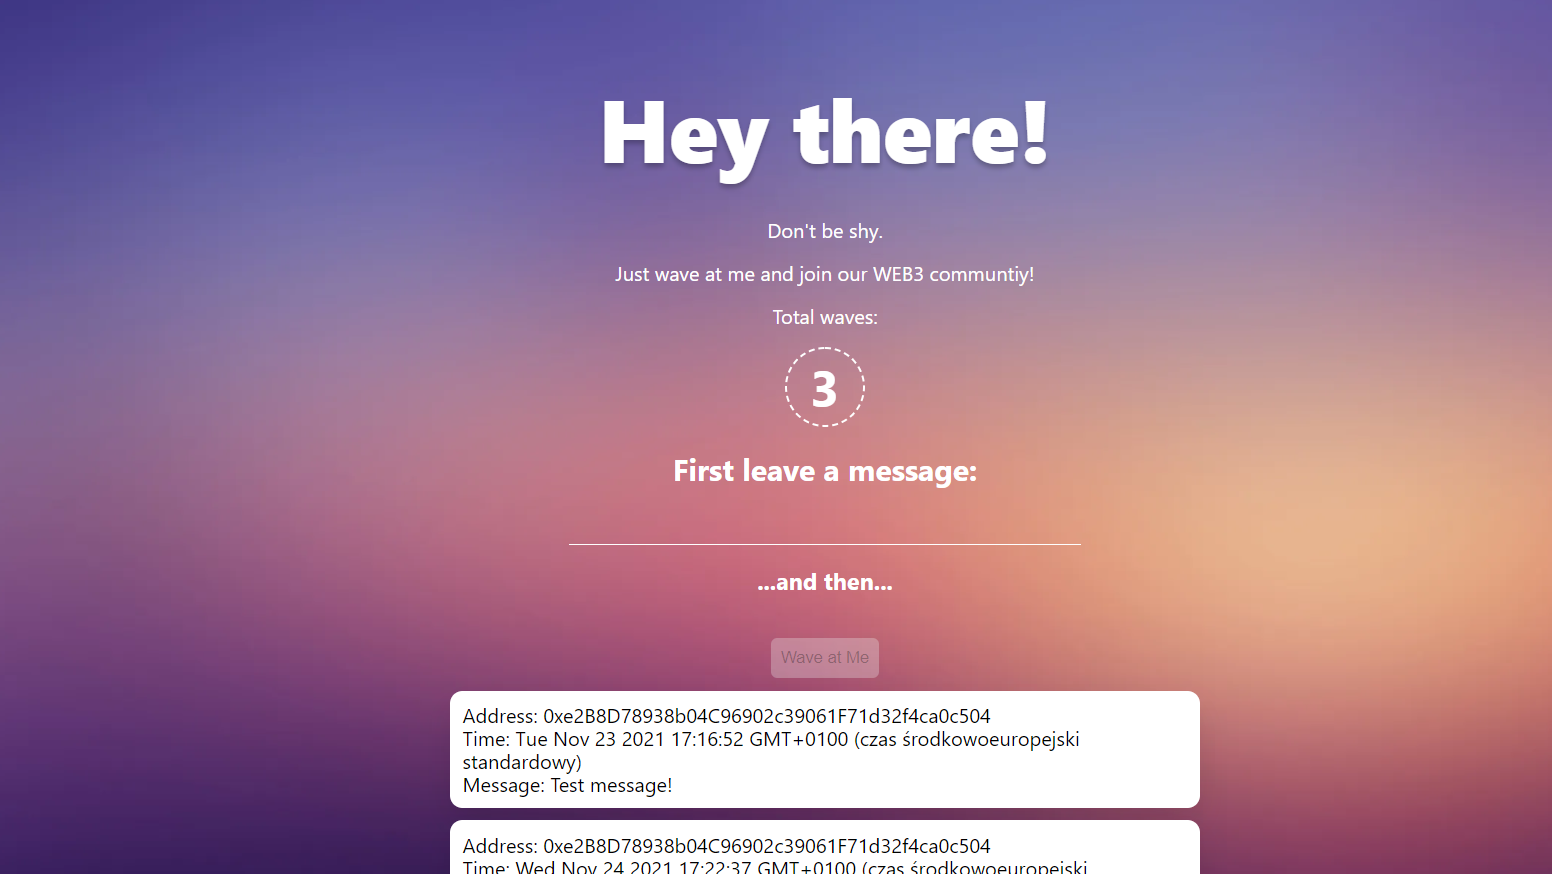 Hey there!
Don't be shy.
Just wave at me and join our WEB3 communtiy!
Total waves:
3
First leave a message:
...and then...
Wave at Me
Address: 0xe2B8D78938b04C96902c39061F71d32f4ca0c504
Time: Tue Nov 23 2021 17:16:52 GMT+0100 (czas środkowoeuropejski
standardowy)
Message: Test message!
Address: 0xe2B8D78938b04C96902c39061F71d32f4ca0c504
Time: Wed Nov 24 2021 17:22:37 GMT+0100 (czas środkowoeuropejski